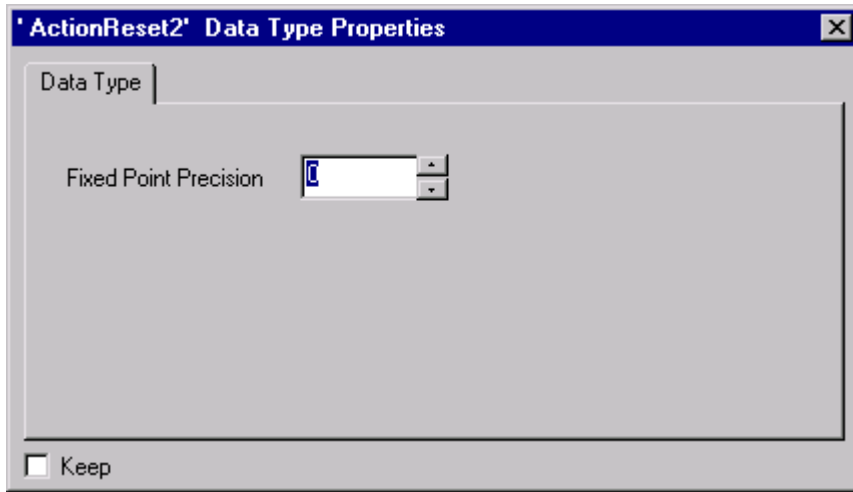 'ActionReset2' Data Type Properties
Data Type
Fixed Point Precision
0
Keep